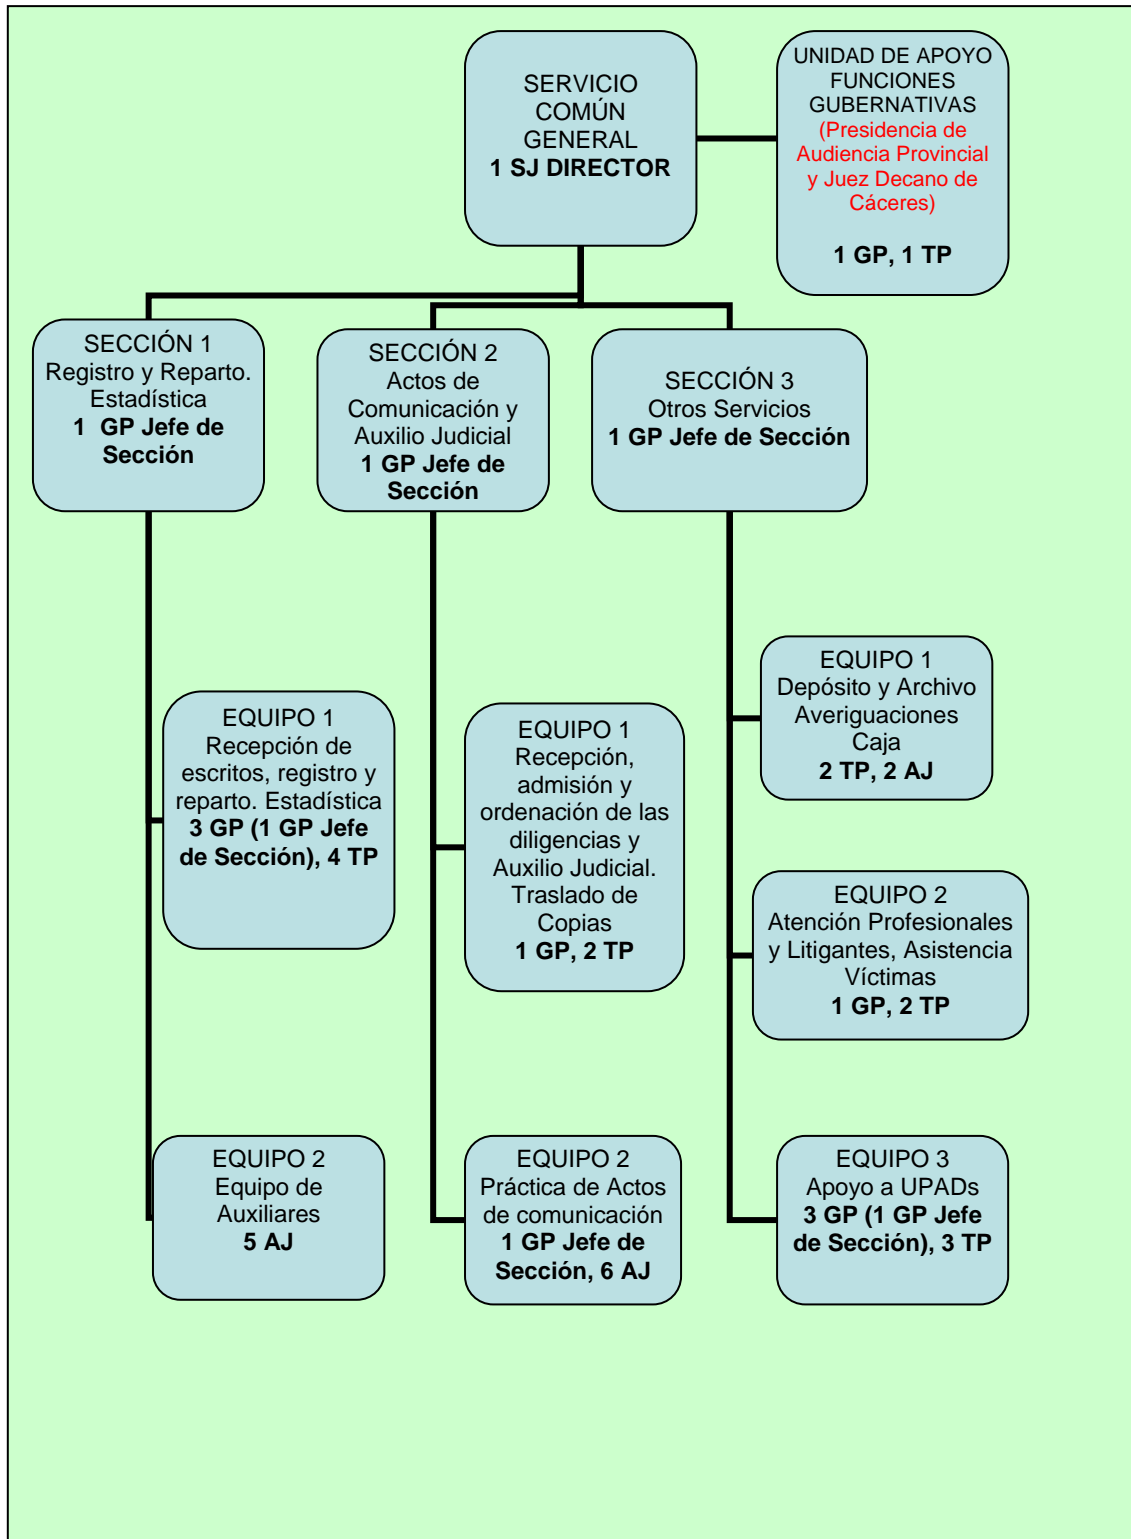 SERVICIO
COMÚN
GENERAL
1 SJ DIRECTOR
UNIDAD DE APOYO
FUNCIONES
GUBERNATIVAS
(Presidencia de
Audiencia Provincial
y Juez Decano de
Cáceres)
1 GP, 1 TP
SECCIÓN 1
Registro y Reparto.
Estadística
1 GP Jefe de
Sección
SECCIÓN 2
Actos de
Comunicación y
Auxilio Judicial
1 GP Jefe de
Sección
SECCIÓN 3
Otros Servicios
1 GP Jefe de Sección
EQUIPO 1
Recepción de
escritos, registro y
reparto. Estadística
3 GP (1 GP Jefe
de Sección), 4 TP
EQUIPO 1
Recepción,
admisión y
ordenación de las
diligencias y
Auxilio Judicial.
Traslado de
Copias
1 GP, 2 TP
EQUIPO 1
Depósito y Archivo
Averiguaciones
Caja
2 TP, 2 AJ
EQUIPO 2
Atención Profesionales
y Litigantes, Asistencia
Víctimas
1 GP, 2 TP
EQUIPO 2
Equipo de
Auxiliares
5 AJ
EQUIPO 2
Práctica de Actos
de comunicación
1 GP Jefe de
Sección, 6 AJ
EQUIPO 3
Apoyo a UPADs
3 GP (1 GP Jefe
de Sección), 3 TP